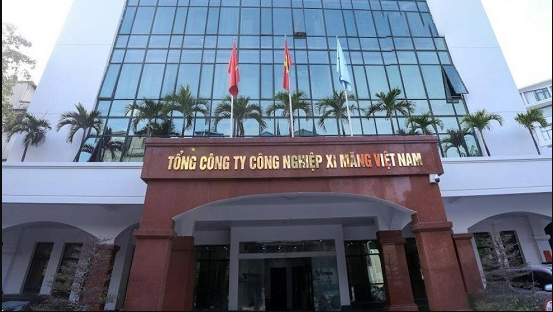 TỔNG CÔNG TY CÔNG NGHIỆP XI MĂNG VIỆT NAM